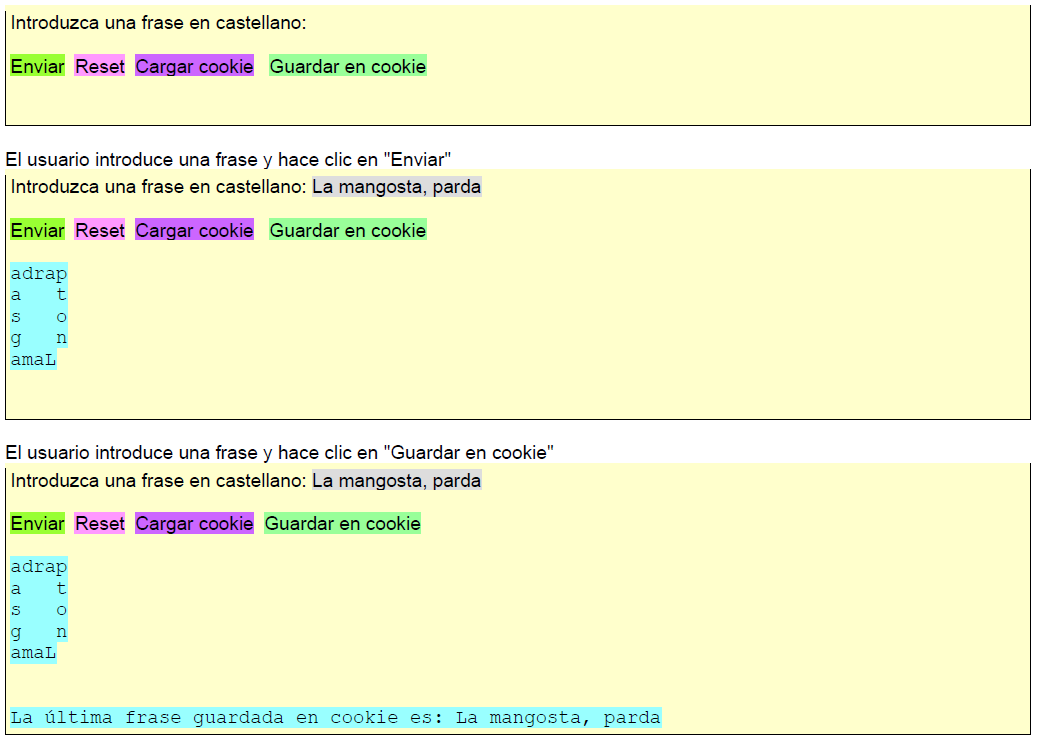 Introduzca una frase en castellano:
Enviar Reset Cargar cookie Guardar en cookie
El usuario introduce una frase y hace clic en "Enviar"
Introduzca una frase en castellano: La mangosta, parda
Enviar Reset Cargar cookie Guardar en cookie
adrap
a   t
s   o
g   n
amaL
El usuario introduce una frase y hace clic en "Guardar en cookie"
Introduzca una frase en castellano: La mangosta, parda
Enviar Reset Cargar cookie Guardar en cookie
adrap
a   t
s   o
g   n
amaL
La última frase guardada en cookie es: La mangosta, parda